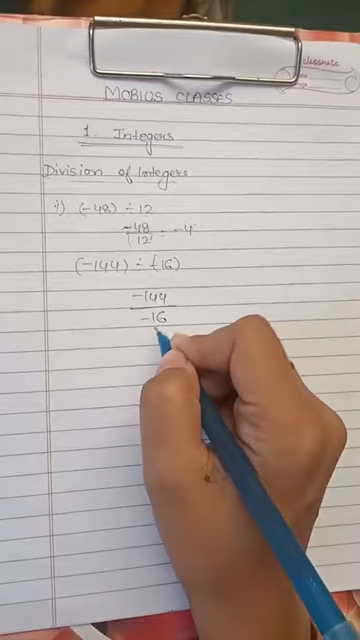 classmate
MOBIUS CLASSES
1. Integers
Division of Integers
i) (-48) ÷ 12
-48
12 = -4
(-144) ÷ (-16)
-144
-16